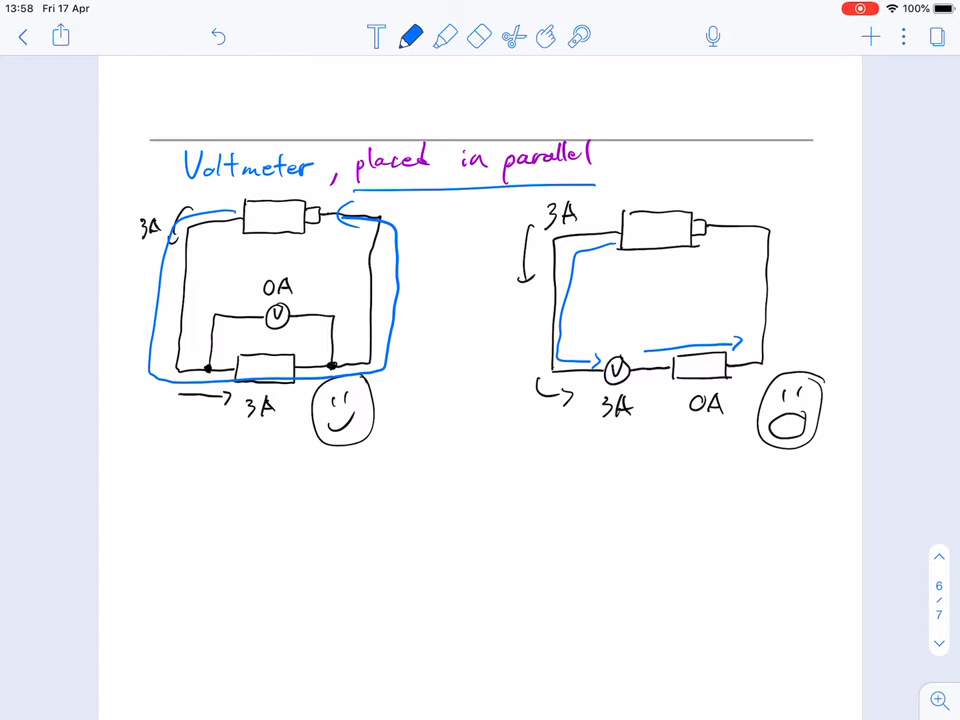 13:58 Fri 17 Apr 100%
T
Voltmeter, placed in parallel
3A
3A
0A
V
V
3A
3A
0A
6
/
7